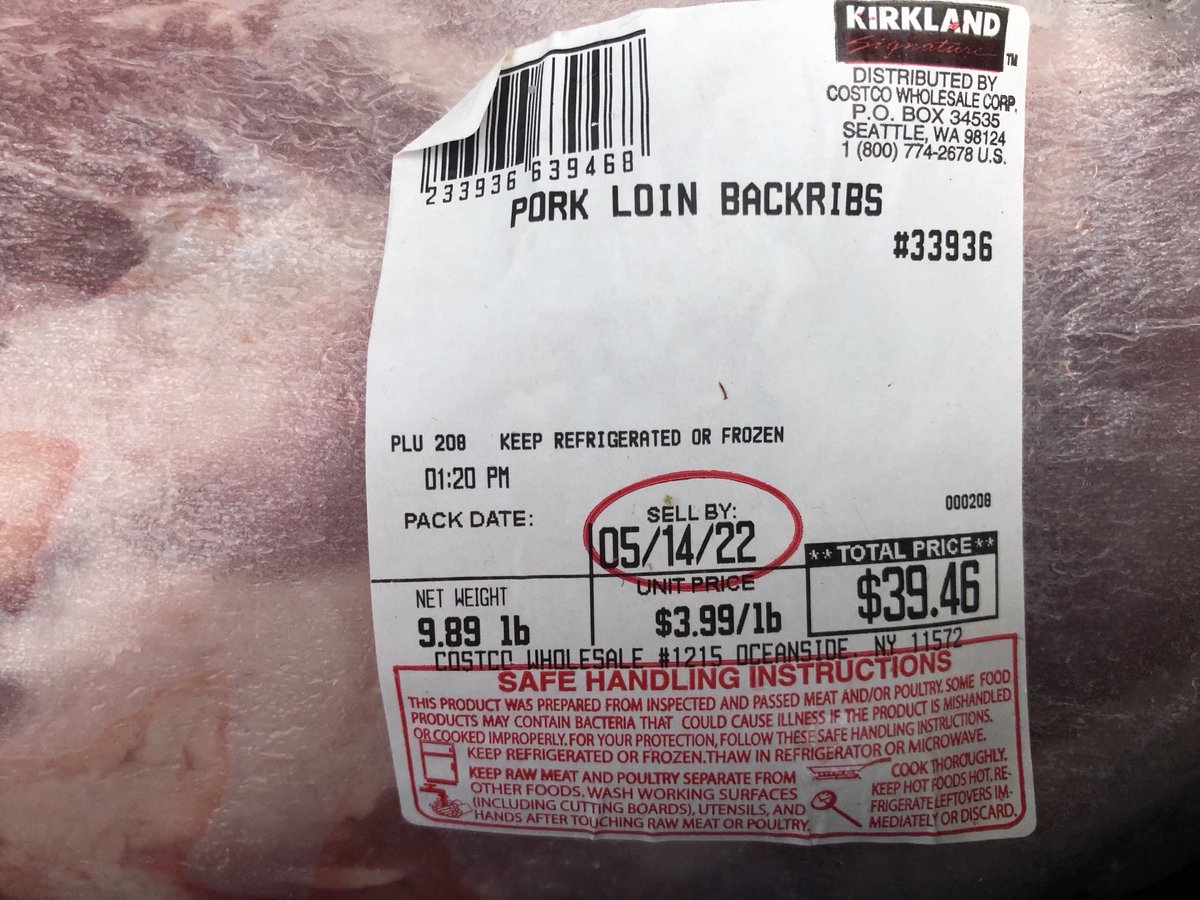 KIRKLAND
Signature
TM
DISTRIBUTED BY
COSTCO WHOLESALE CORP.
P.O. BOX 34535
SEATTLE, WA 98124
1 (800) 774-2678 U.S.
233936 639468
PORK LOIN BACKRIBS
#33936
PLU 208 KEEP REFRIGERATED OR FROZEN
01:20 PM
000208
PACK DATE:
SELL BY:
05/14/22
**TOTAL PRICE**
$39.46
NET WEIGHT
9.89 lb
UNIT PRICE
$3.99/lb
COSTCO WHOLESALE #1215 OCEANSIDE, NY 11572
SAFE HANDLING INSTRUCTIONS
THIS PRODUCT WAS PREPARED FROM INSPECTED AND PASSED MEAT AND/OR POULTRY. SOME FOOD
PRODUCTS MAY CONTAIN BACTERIA THAT COULD CAUSE ILLNESS IF THE PRODUCT IS MISHANDLED
OR COOKED IMPROPERLY. FOR YOUR PROTECTION, FOLLOW THESE SAFE HANDLING INSTRUCTIONS.
KEEP REFRIGERATED OR FROZEN. THAW IN REFRIGERATOR OR MICROWAVE.
KEEP RAW MEAT AND POULTRY SEPARATE FROM
OTHER FOODS. WASH WORKING SURFACES
(INCLUDING CUTTING BOARDS), UTENSILS, AND
HANDS AFTER TOUCHING RAW MEAT OR POULTRY.
COOK THOROUGHLY.
KEEP HOT FOODS HOT. RE-
FRIGERATE LEFTOVERS IM-
MEDIATELY OR DISCARD.